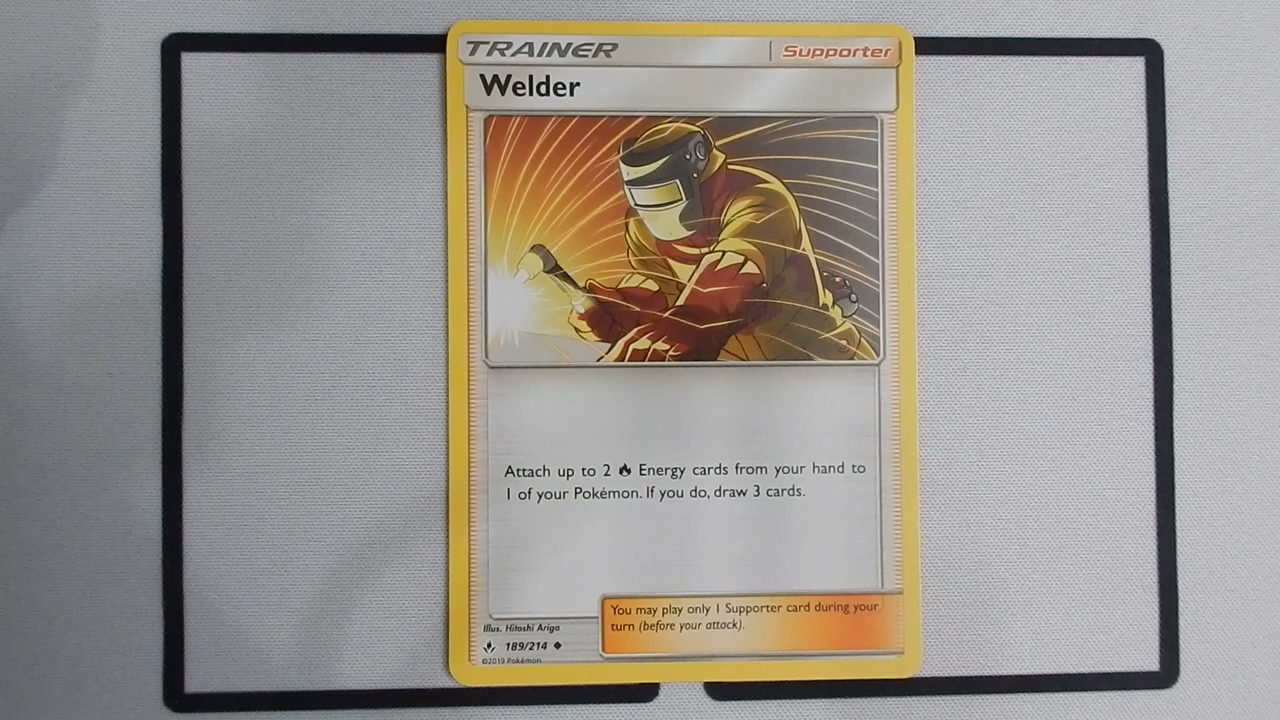 TRAINER
Supporter
Welder
Attach up to 2 Energy cards from your hand to
1 of your Pokémon. If you do, draw 3 cards.
You may play only 1 Supporter card during your
turn (before your attack).
Illus. Hitoshi Ariga
189/214
©2019 Pokémon